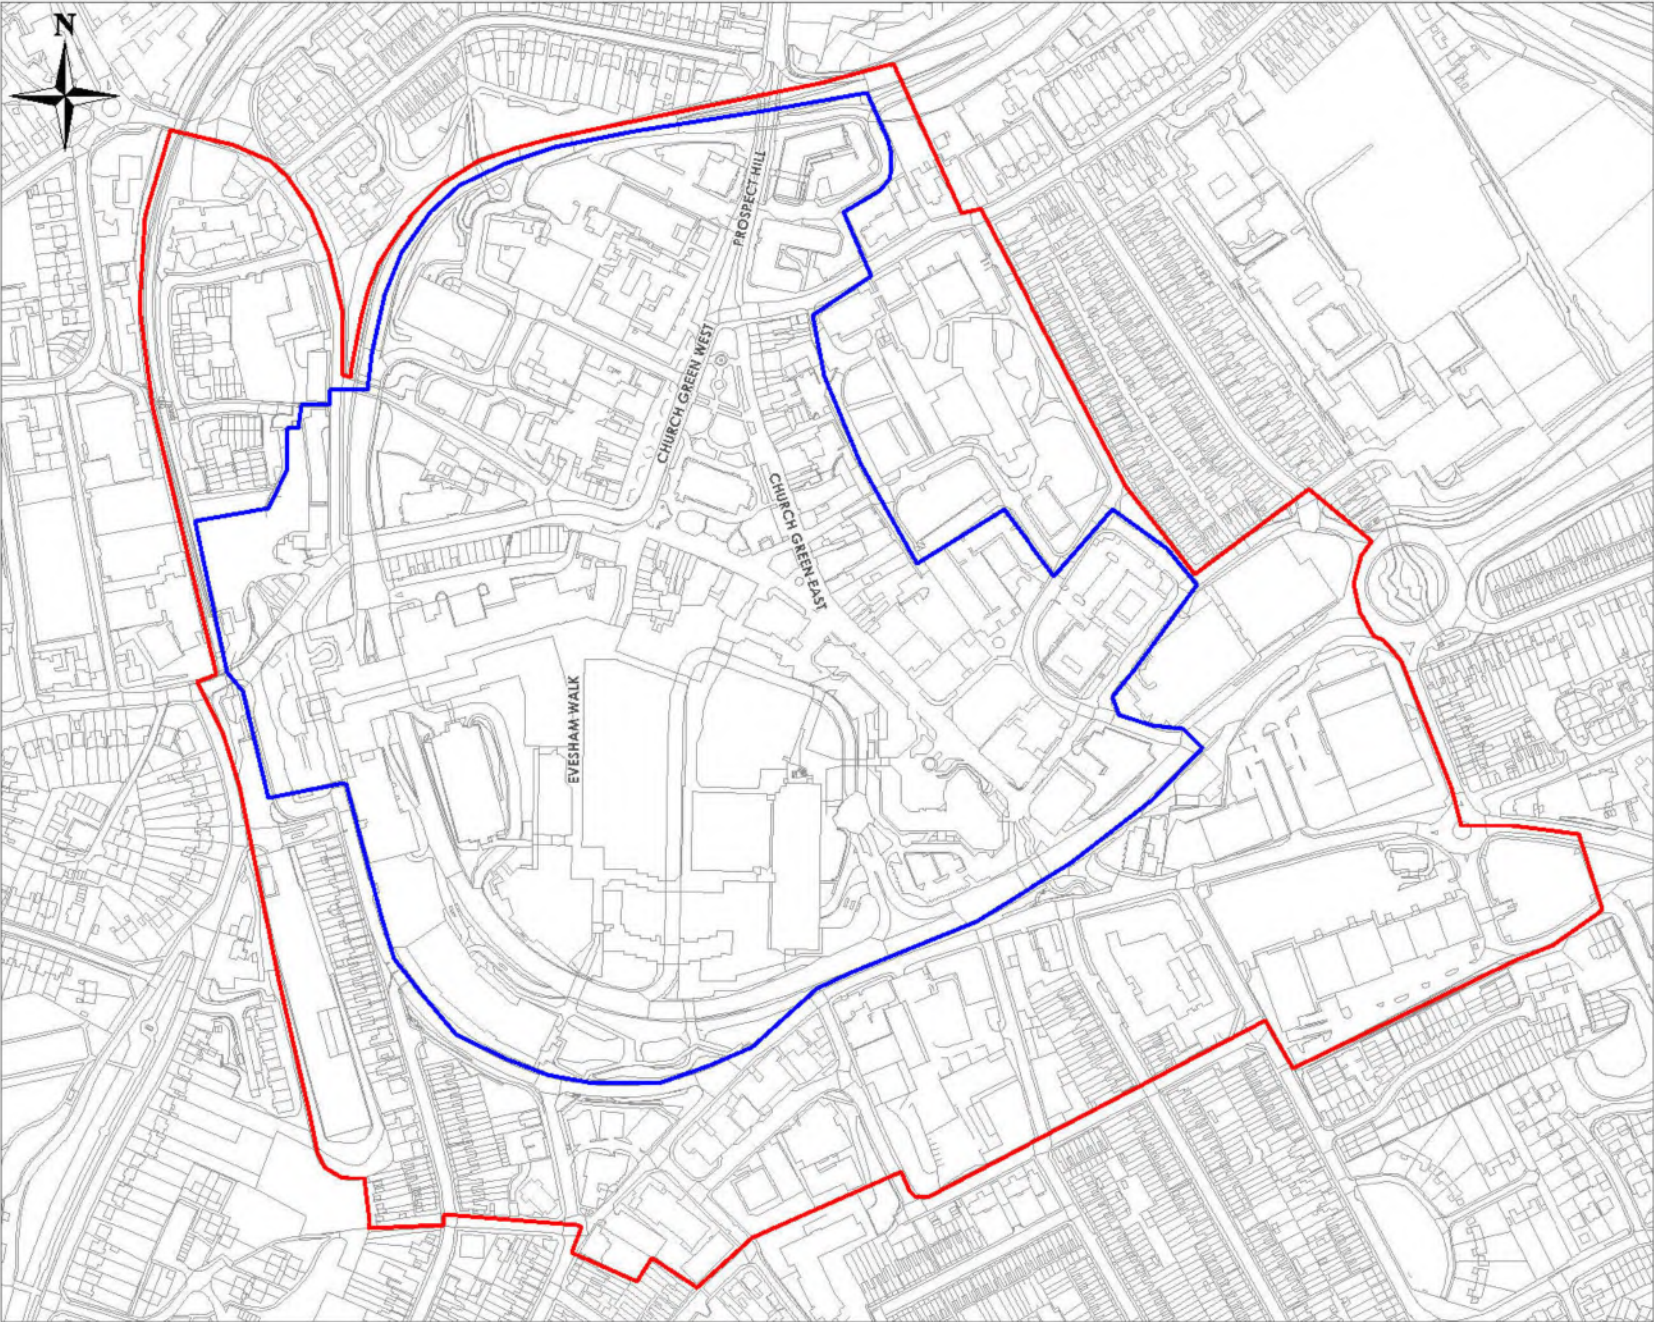 N
PROSPECT HILL
CHURCH GREEN WEST
CHURCH GREEN EAST
EVESHAM WALK